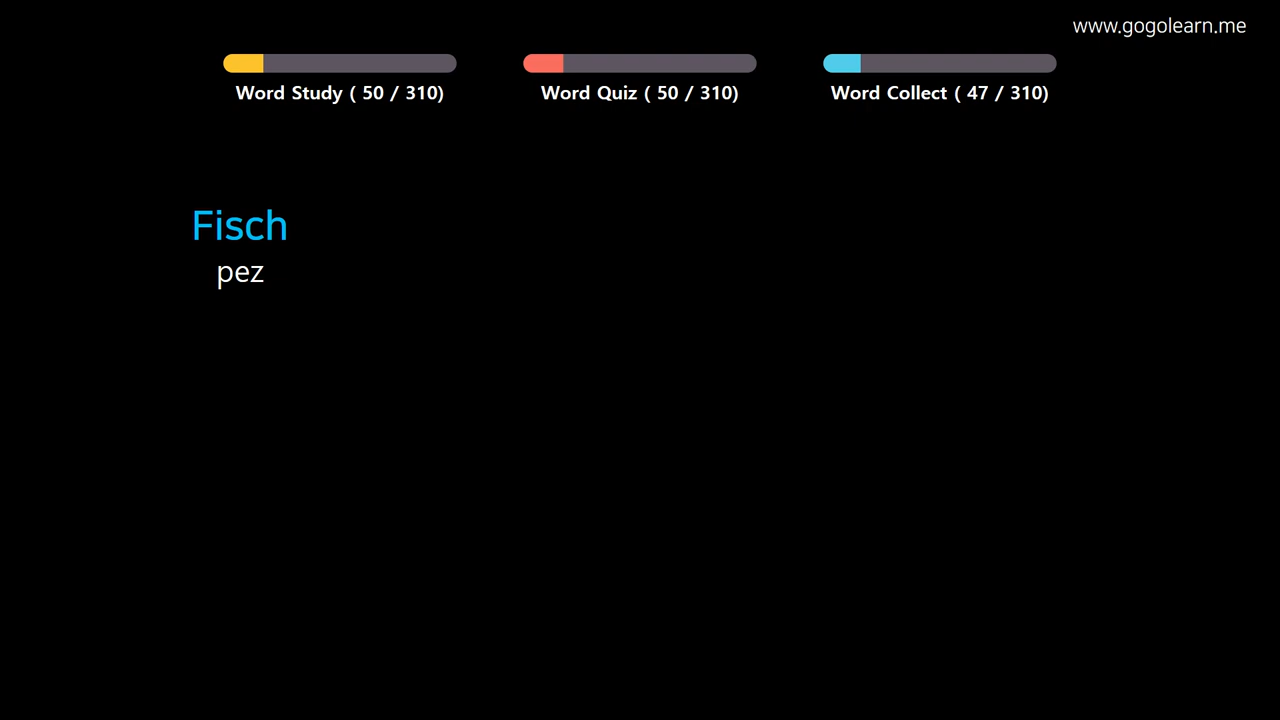 www.gogolearn.me
Word Study ( 50 / 310)
Word Quiz ( 50 / 310)
Word Collect ( 47 / 310)
Fisch
pez